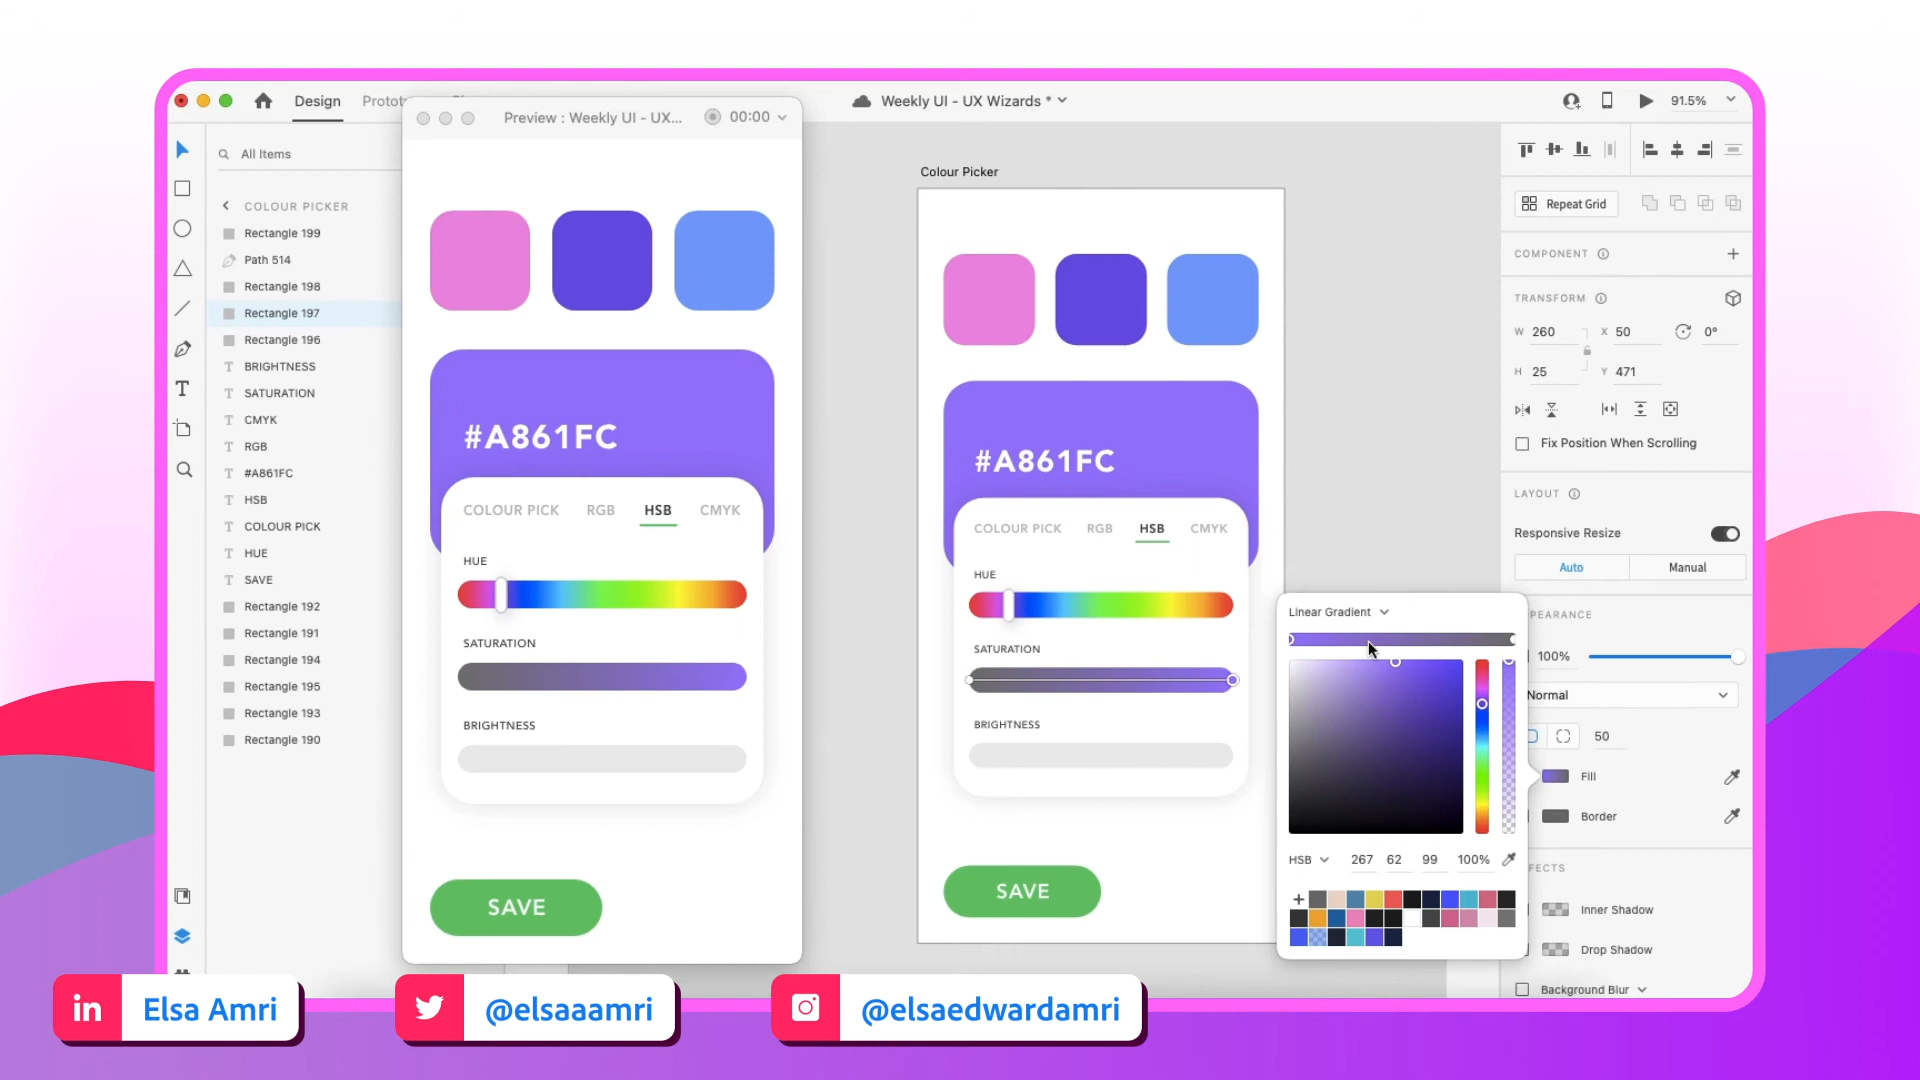 Design
Weekly UI - UX Wizards *
91.5%
Preview : Weekly UI - UX...
00:00
All Items
COLOUR PICKER
Rectangle 199
Path 514
Rectangle 198
Rectangle 197
Rectangle 196
BRIGHTNESS
SATURATION
CMYK
RGB
#A861FC
HSB
COLOUR PICK
HUE
SAVE
Rectangle 192
Rectangle 191
Rectangle 194
Rectangle 195
Rectangle 193
Rectangle 190
#A861FC
COLOUR PICK RGB HSB CMYK
HUE
SATURATION
BRIGHTNESS
SAVE
Colour Picker
#A861FC
COLOUR PICK RGB HSB CMYK
HUE
SATURATION
BRIGHTNESS
SAVE
Linear Gradient
HSB 267 62 99 100%
Repeat Grid
COMPONENT
TRANSFORM
W 260 X 50 0°
H 25 Y 471
Fix Position When Scrolling
LAYOUT
Responsive Resize
Auto Manual
PEARANCE
100%
Normal
50
Fill
Border
FECTS
Inner Shadow
Drop Shadow
Background Blur
in Elsa Amri
@elsaaamri
@elsaedwardamri